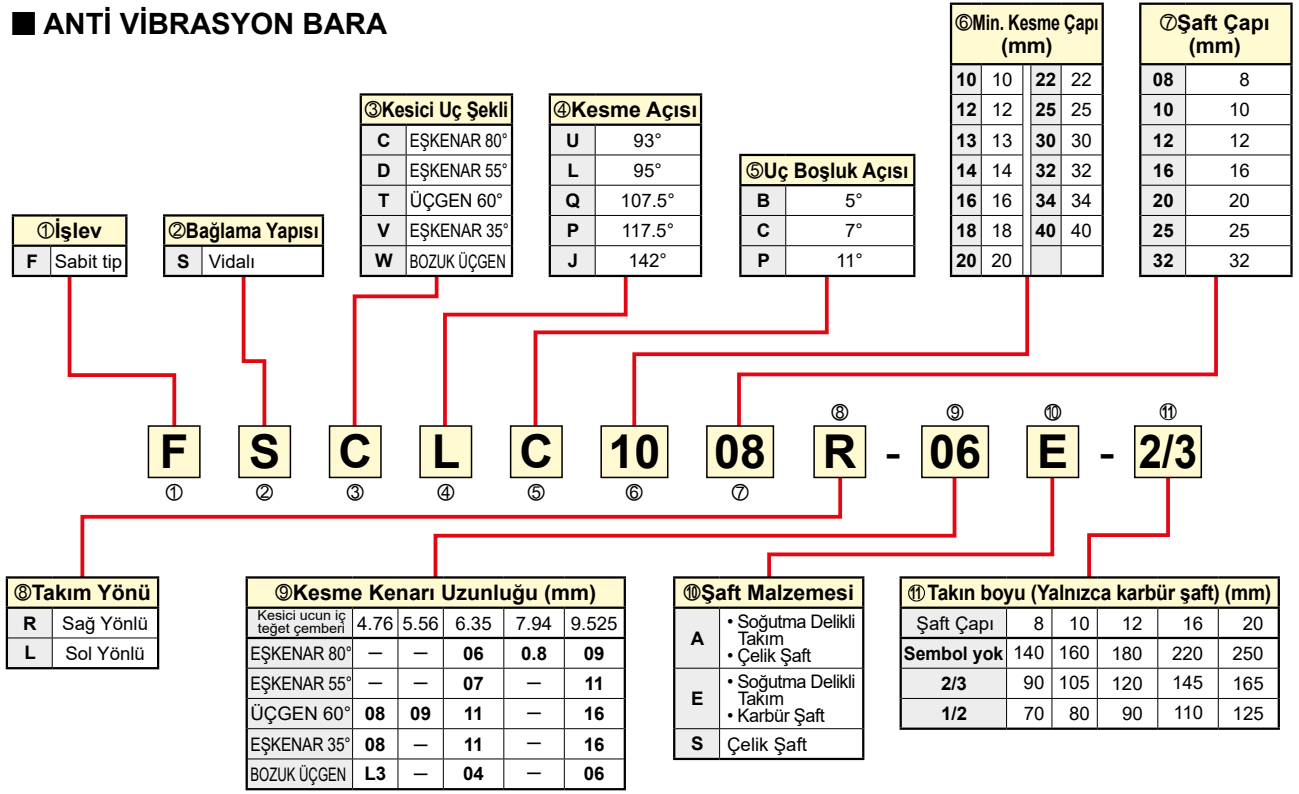 ■ ANTİ VİBRASYON BARA
①İşlev
F Sabit tip
②Bağlama Yapısı
S Vidalı
③Kesici Uç Şekli
C EŞKENAR 80°
D EŞKENAR 55°
T ÜÇGEN 60°
V EŞKENAR 35°
W BOZUK ÜÇGEN
④Kesme Açısı
U 93°
L 95°
Q 107.5°
P 117.5°
J 142°
⑤Uç Boşluk Açısı
B 5°
C 7°
P 11°
⑥Min. Kesme Çapı
(mm)
10 10 22 22
12 12 25 25
13 13 30 30
14 14 32 32
16 16 34 34
18 18 40 40
20 20
⑦Şaft Çapı
(mm)
08 8
10 10
12 12
16 16
20 20
25 25
32 32
⑧ ⑨ ⑩ ⑪
F S C L C 10 08 R - 06 E - 2/3
① ② ③ ④ ⑤ ⑥ ⑦
⑧Takım Yönü
R Sağ Yönlü
L Sol Yönlü
⑨Kesme Kenarı Uzunluğu (mm)
Kesici ucun iç
teğet çemberi 4.76 5.56 6.35 7.94 9.525
EŞKENAR 80° — — 06 0.8 09
EŞKENAR 55° — — 07 — 11
ÜÇGEN 60° 08 09 11 — 16
EŞKENAR 35° 08 — 11 — 16
BOZUK ÜÇGEN L3 — 04 — 06
⑩Şaft Malzemesi
A • Soğutma Delikli
Takım
• Çelik Şaft
E • Soğutma Delikli
Takım
• Karbür Şaft
S Çelik Şaft
⑪Takın boyu (Yalnızca karbür şaft) (mm)
Şaft Çapı 8 10 12 16 20
Sembol yok 140 160 180 220 250
2/3 90 105 120 145 165
1/2 70 80 90 110 125